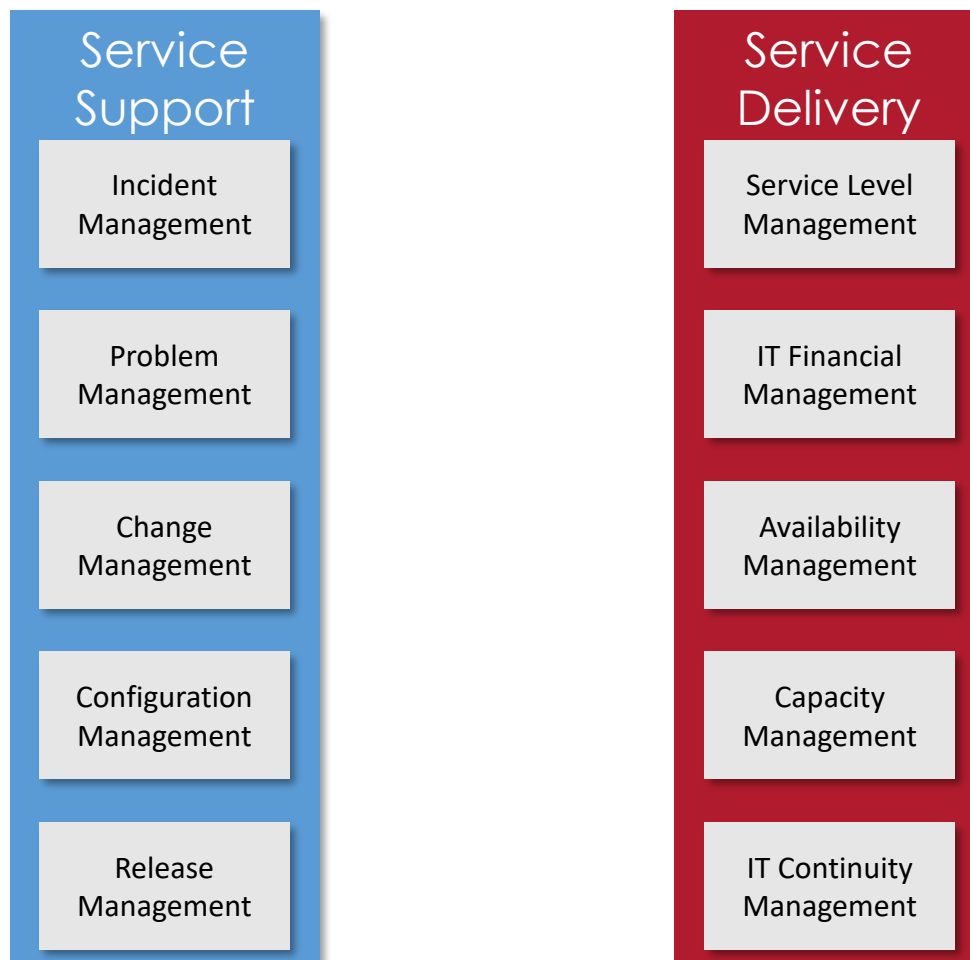 Service
Support
Incident
Management
Problem
Management
Change
Management
Configuration
Management
Release
Management
Service
Delivery
Service Level
Management
IT Financial
Management
Availability
Management
Capacity
Management
IT Continuity
Management